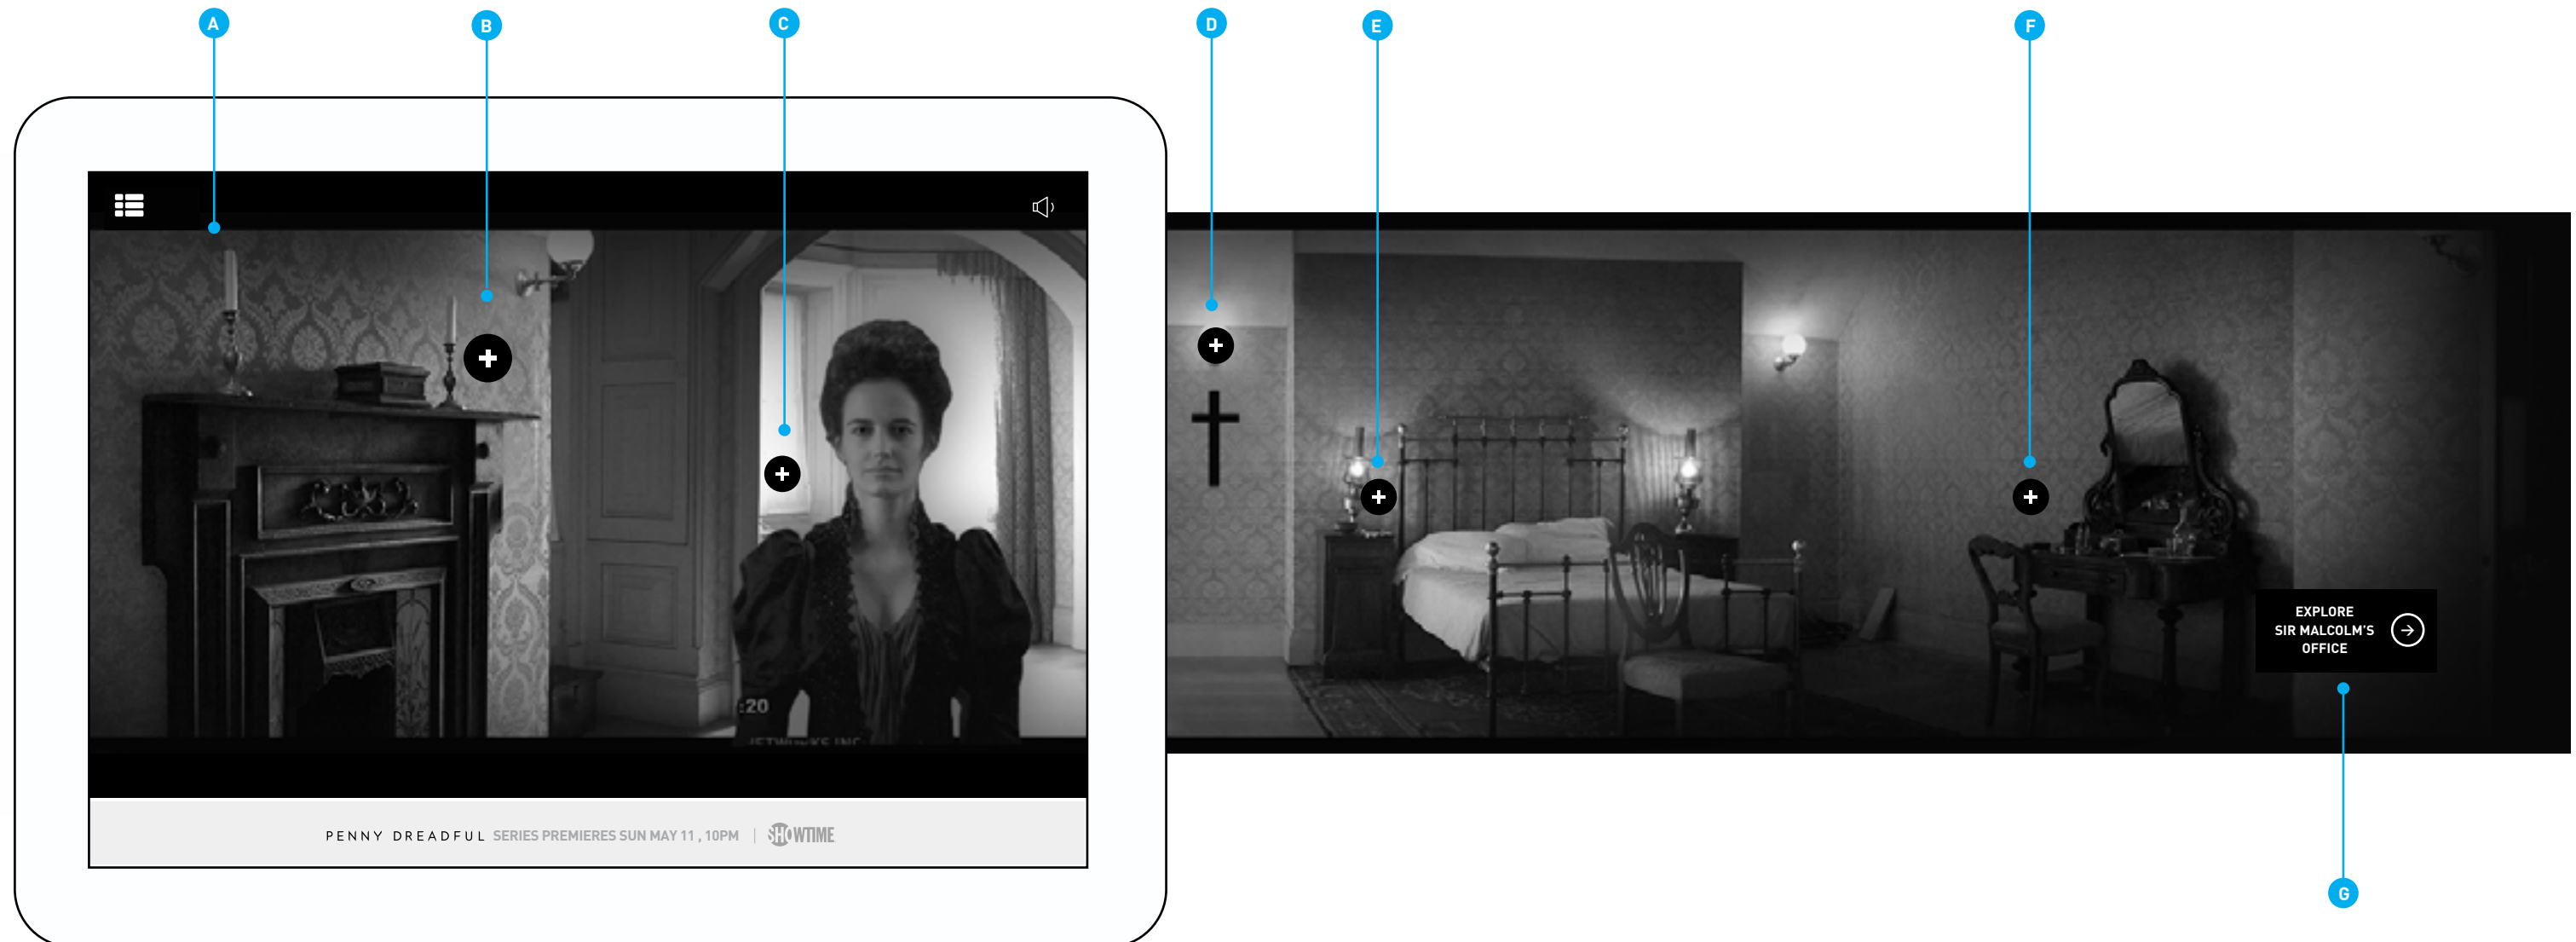 A
B
C
D
E
F
:20
EXPLORE
SIR MALCOLM'S
OFFICE
PENNY DREADFUL SERIES PREMIERES SUN MAY 11 , 10PM | SHOWTIME
G